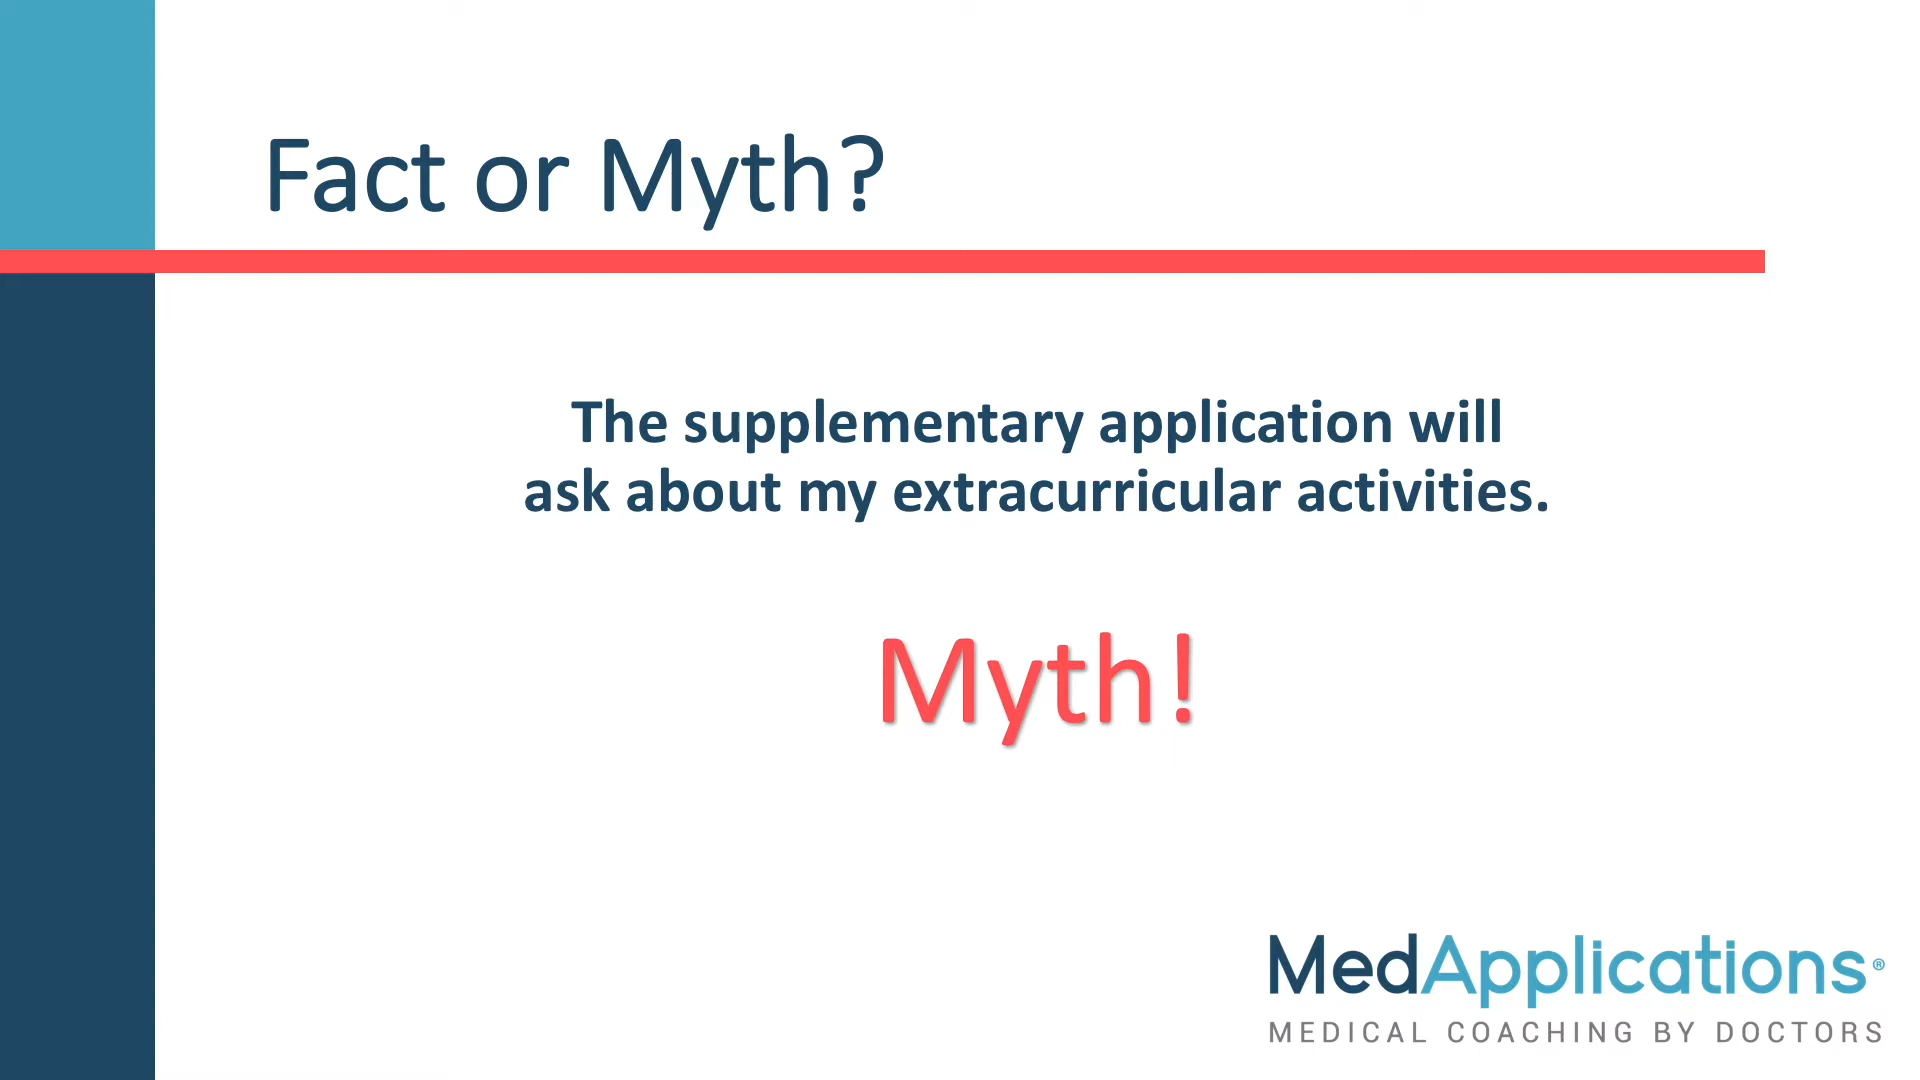 Fact or Myth?
The supplementary application will
ask about my extracurricular activities.
Myth!
MedApplications®
MEDICAL COACHING BY DOCTORS